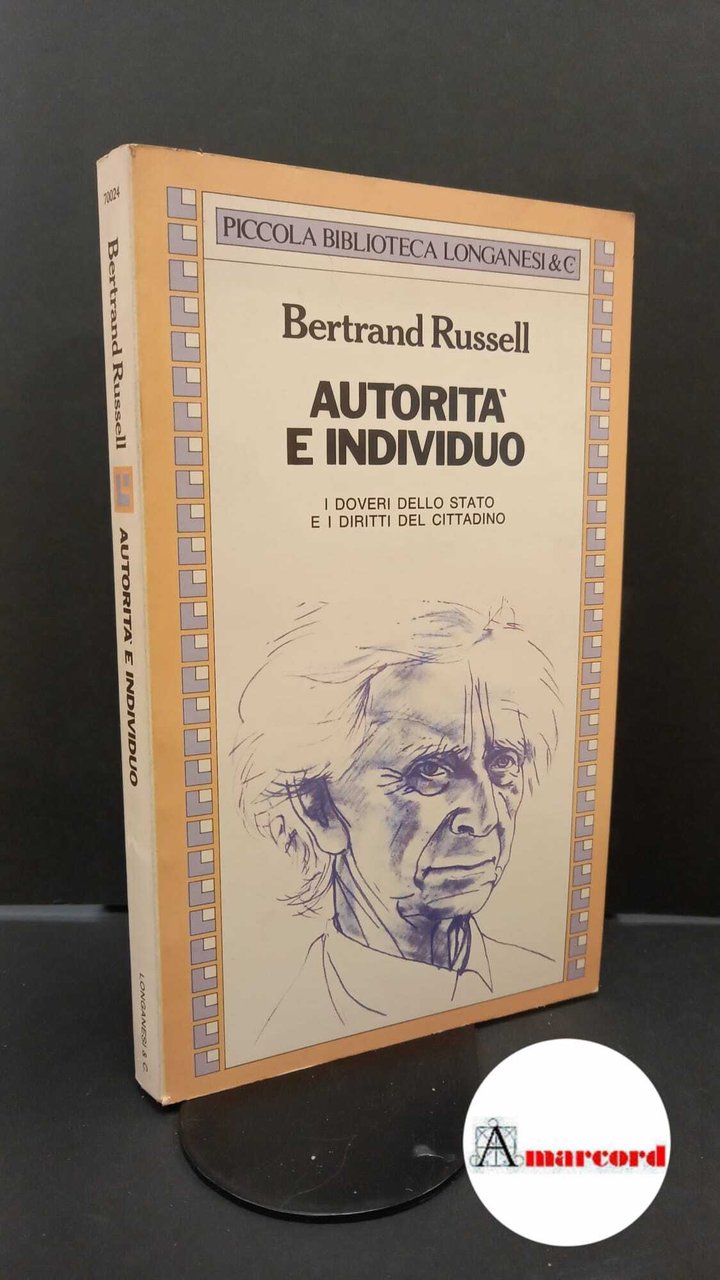 PICCOLA BIBLIOTECA LONGANESI & C
Bertrand Russell
AUTORITA'
E INDIVIDUO
I DOVERI DELLO STATO
E I DIRITTI DEL CITTADINO
70024
Bertrand Russell
AUTORITA' E INDIVIDUO
LONGANESI & C.
Amarcord